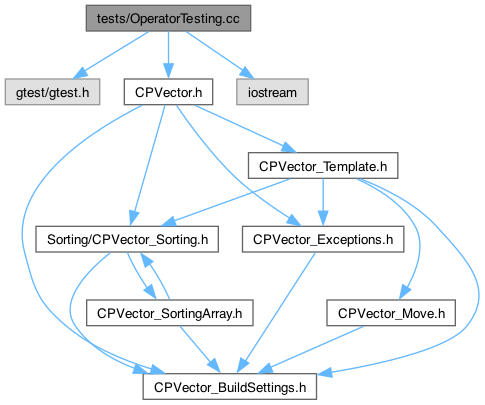 tests/OperatorTesting.cc
gtest/gtest.h
CPVector.h
iostream
CPVector_Template.h
Sorting/CPVector_Sorting.h
CPVector_Exceptions.h
CPVector_SortingArray.h
CPVector_Move.h
CPVector_BuildSettings.h